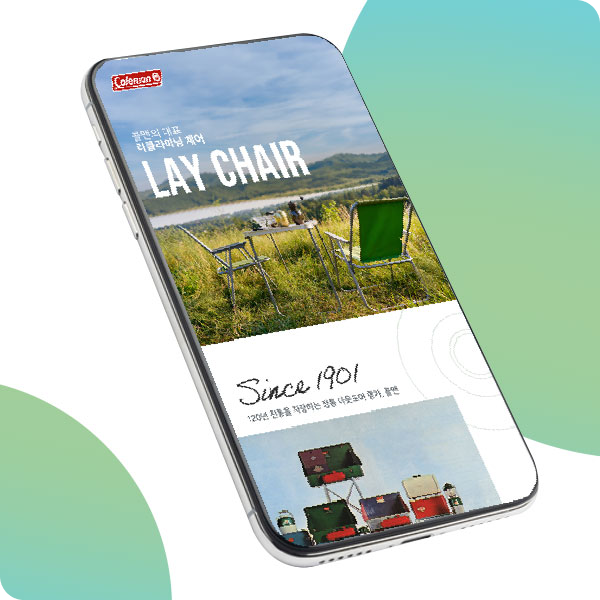 Coleman
콜맨의 대표
리클라이닝 체어
LAY CHAIR
Since 1901
120년 전통을 자랑하는 정통 아웃도어 명가, 콜맨